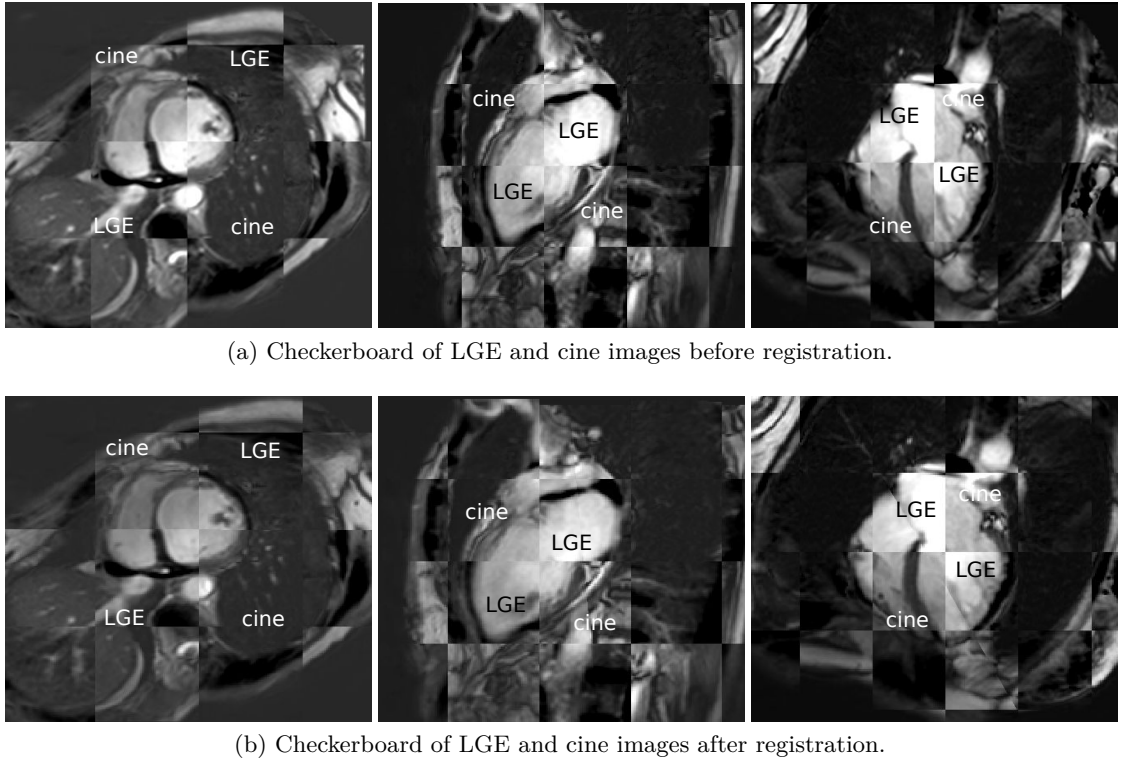 cine
LGE
cine
LGE
cine
LGE
LGE
cine
LGE
LGE
cine
cine
(a) Checkerboard of LGE and cine images before registration.
cine
LGE
cine
LGE
cine
LGE
LGE
cine
LGE
cine
LGE
cine
(b) Checkerboard of LGE and cine images after registration.